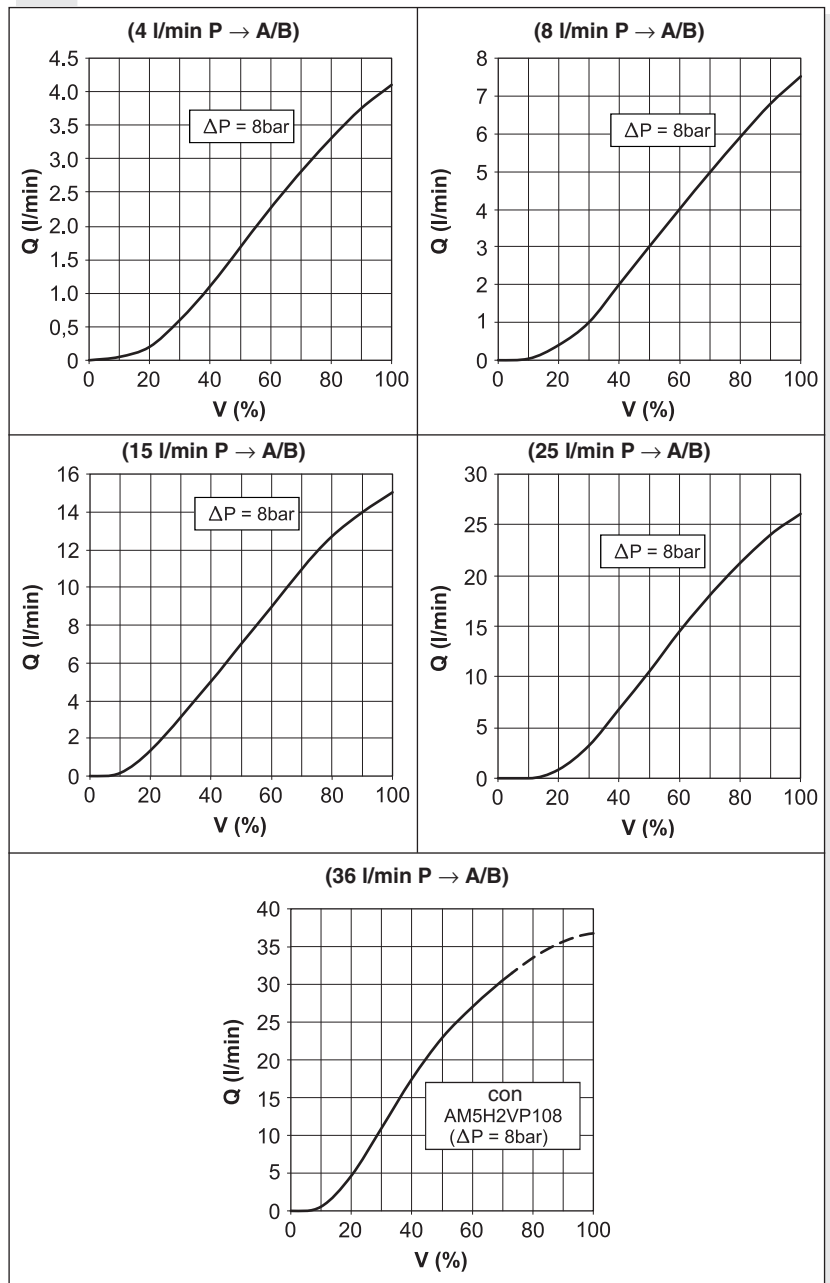 (4 l/min P → A/B)
4.5
4.0
3.5
3.0
2.5
2.0
1.5
1.0
0,5
0
ΔP = 8bar
Q (l/min)
0 20 40 60 80 100
V (%)
(8 l/min P → A/B)
8
7
6
5
4
3
2
1
0
ΔP = 8bar
Q (l/min)
0 20 40 60 80 100
V (%)
(15 l/min P → A/B)
16
14
12
10
8
6
4
2
0
ΔP = 8bar
Q (l/min)
0 20 40 60 80 100
V (%)
(25 l/min P → A/B)
30
25
20
15
10
5
0
ΔP = 8bar
Q (l/min)
0 20 40 60 80 100
V (%)
(36 l/min P → A/B)
40
35
30
25
20
15
10
5
0
con
AM5H2VP108
(ΔP = 8bar)
Q (l/min)
0 20 40 60 80 100
V (%)